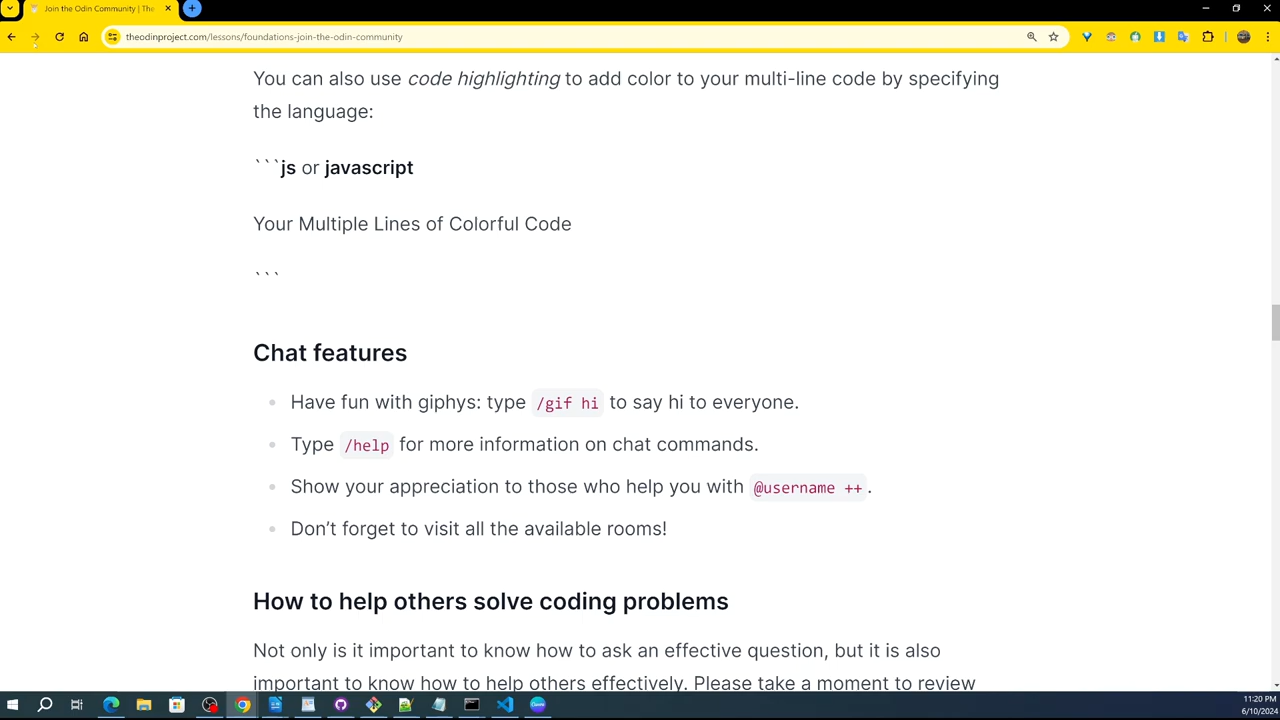 Join the Odin Community | The
theodinproject.com/lessons/foundations-join-the-odin-community
You can also use code highlighting to add color to your multi-line code by specifying
the language:
```js or javascript
Your Multiple Lines of Colorful Code
```
Chat features
Have fun with giphys: type /gif hi to say hi to everyone.
Type /help for more information on chat commands.
Show your appreciation to those who help you with @username ++.
Don’t forget to visit all the available rooms!
How to help others solve coding problems
Not only is it important to know how to ask an effective question, but it is also
important to know how to help others effectively. Please take a moment to review
11:20 PM
6/10/2024